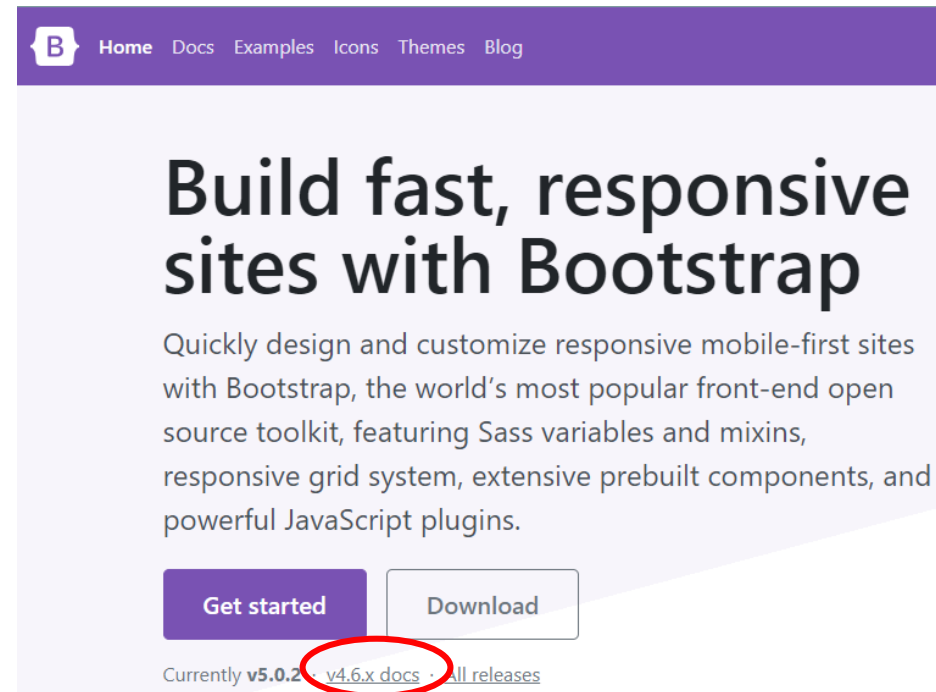 B Home Docs Examples Icons Themes Blog
Build fast, responsive
sites with Bootstrap
Quickly design and customize responsive mobile-first sites
with Bootstrap, the world’s most popular front-end open
source toolkit, featuring Sass variables and mixins,
responsive grid system, extensive prebuilt components, and
powerful JavaScript plugins.
Get started Download
Currently v5.0.2 · v4.6.x docs · All releases